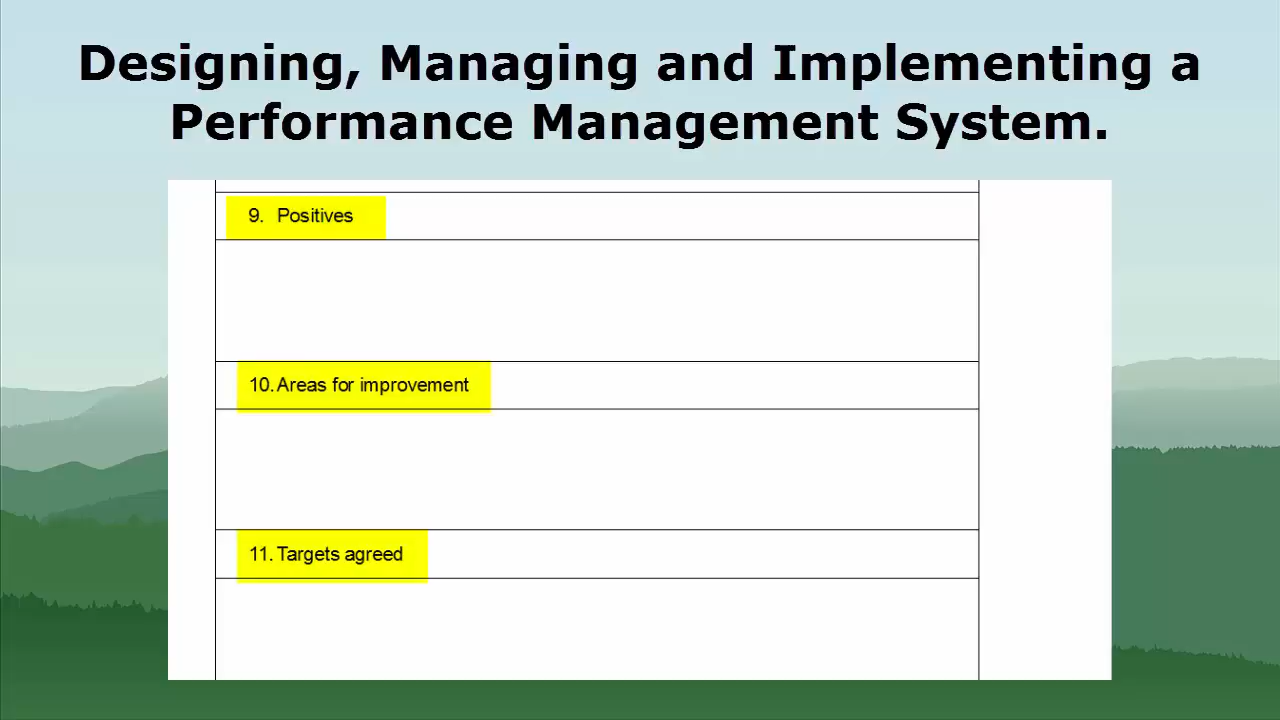 Designing, Managing and Implementing a
Performance Management System.
9. Positives
10. Areas for improvement
11. Targets agreed